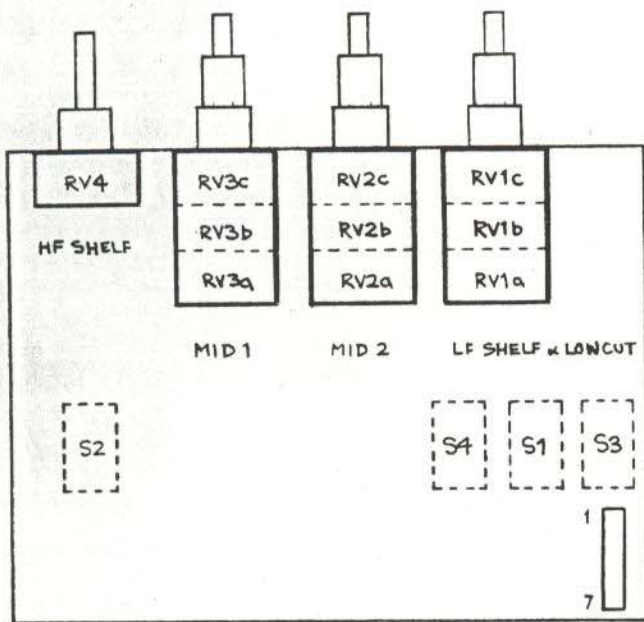 RV4 RV3c RV2c RV1c
RV3b RV2b RV1b
HF SHELF
RV3a RV2a RV1a
MID 1 MID 2 LF SHELF & LOWCUT
S2 S4 S1 S3
1
7